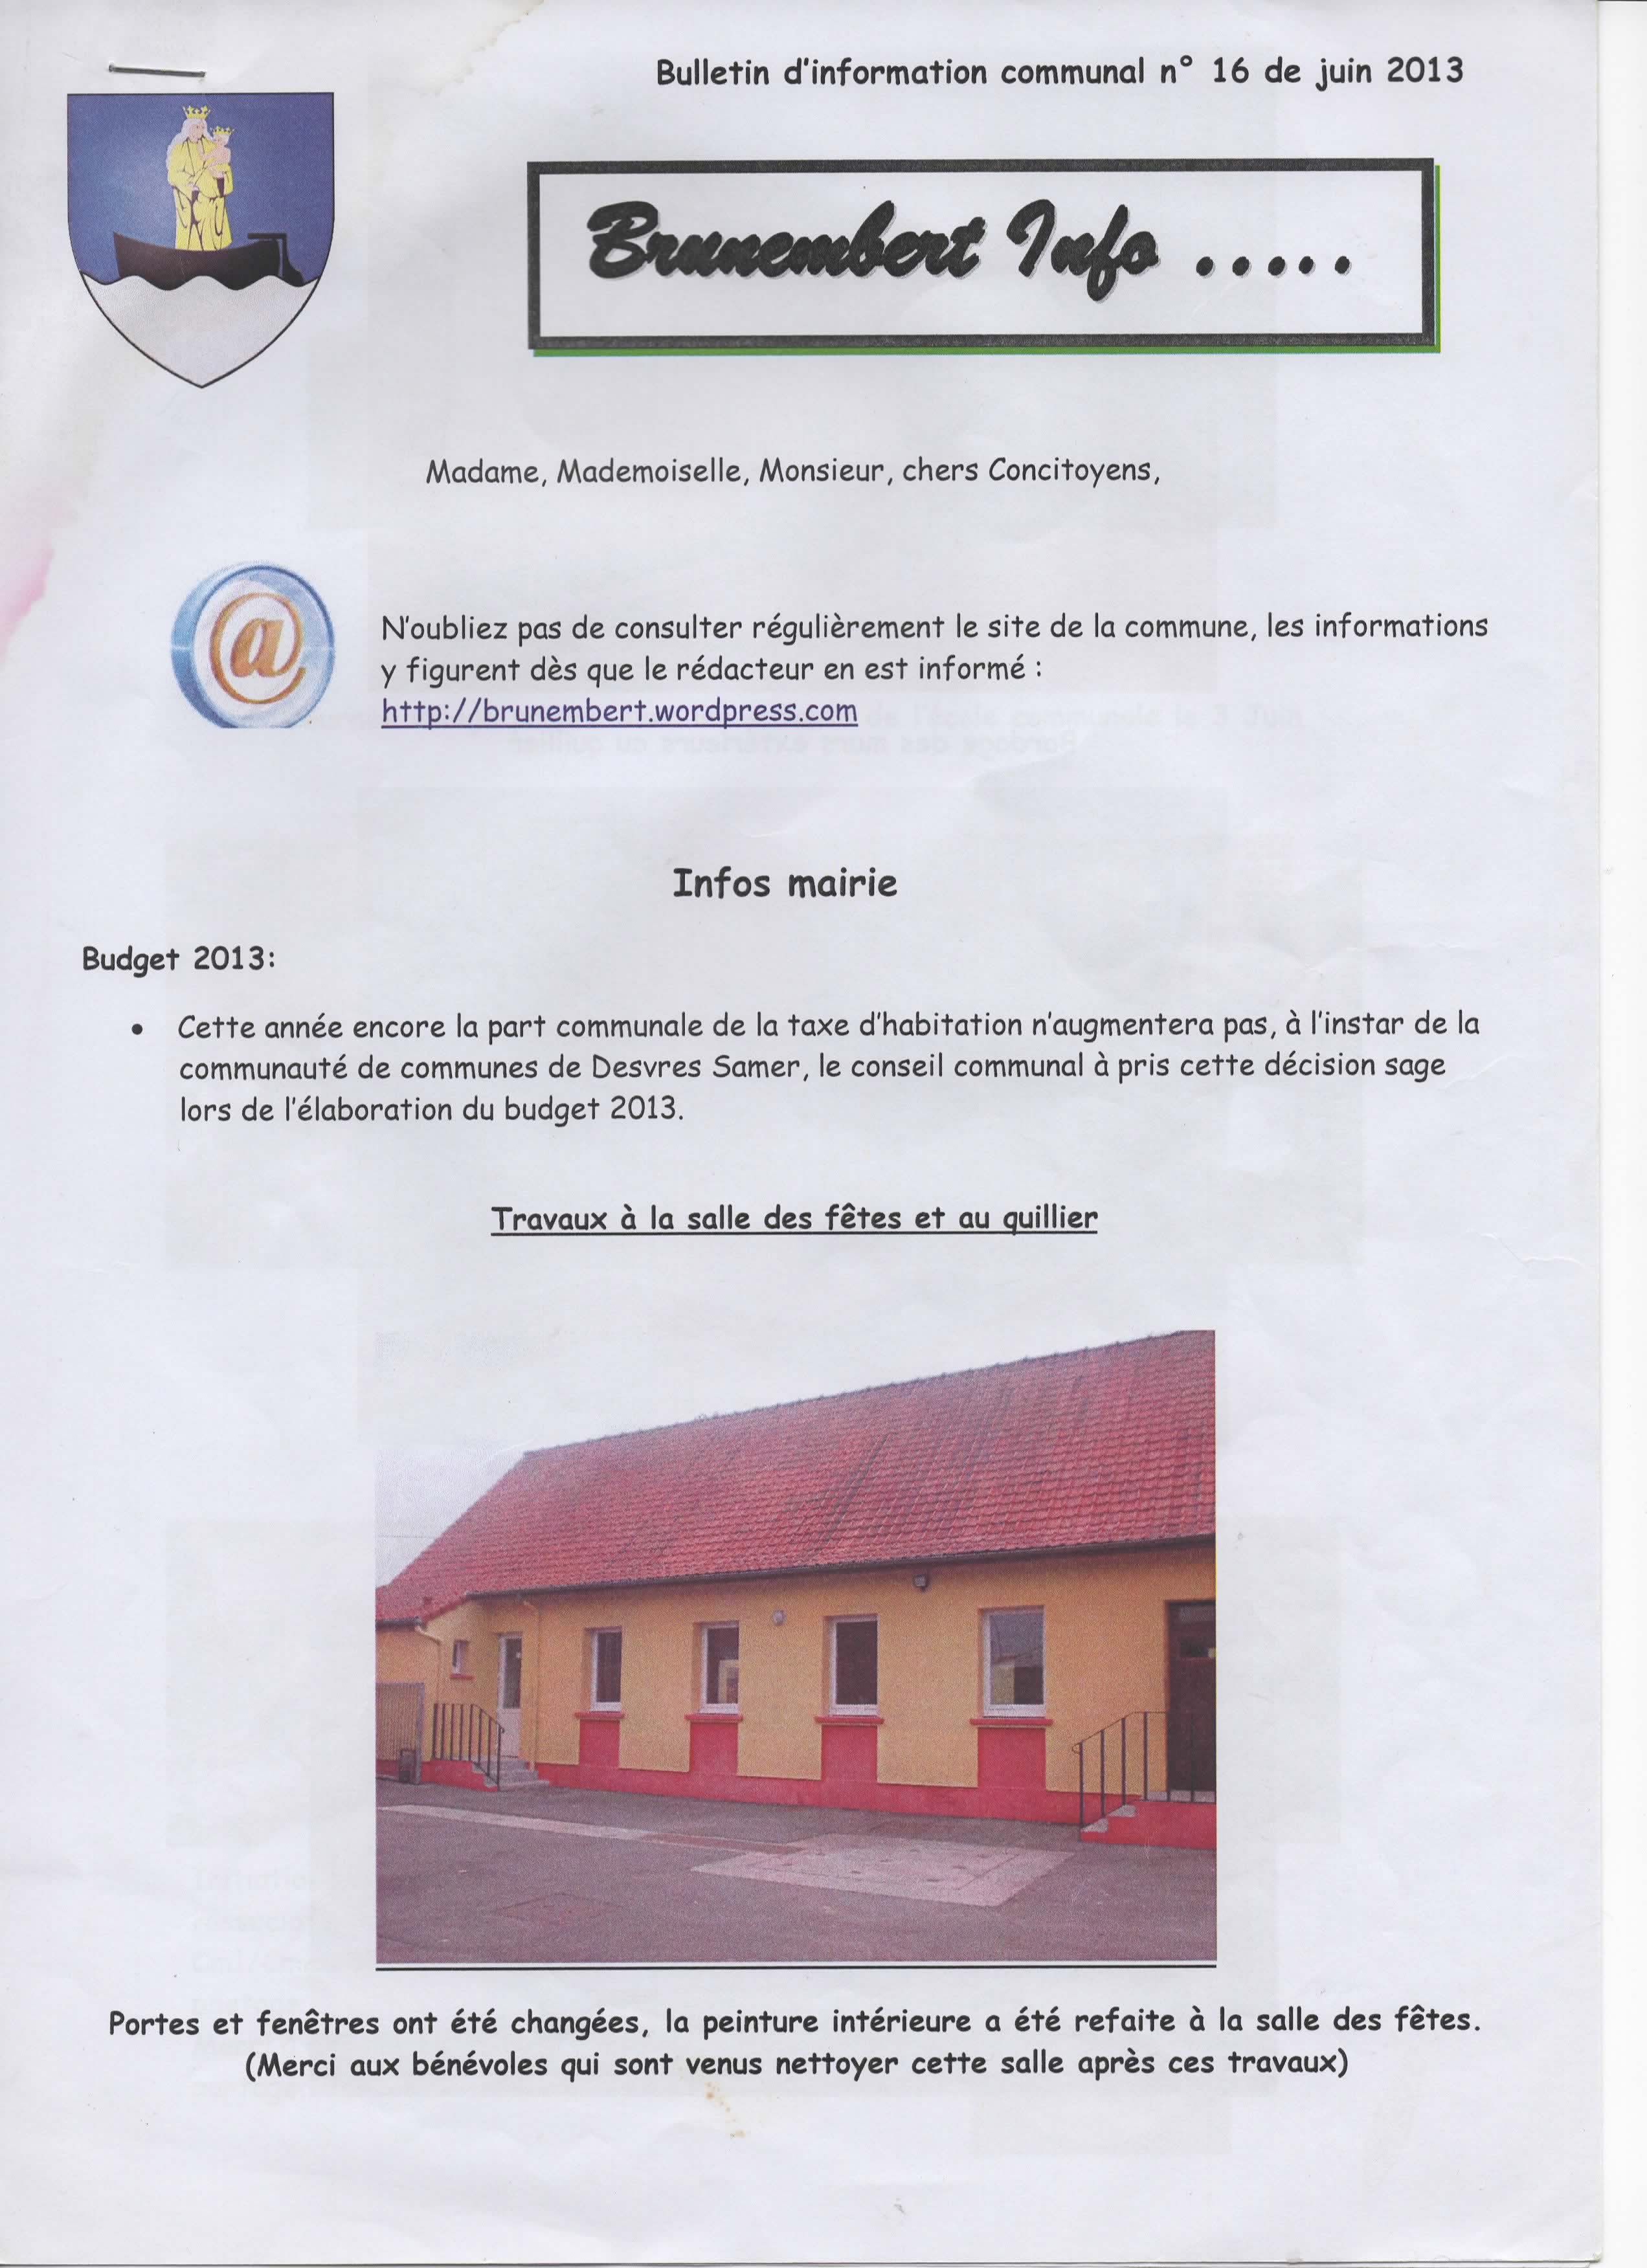 Bulletin d'information communal n° 16 de juin 2013
Brunembert Info .....
Madame, Mademoiselle, Monsieur, chers Concitoyens,
N'oubliez pas de consulter régulièrement le site de la commune, les informations
y figurent dès que le rédacteur en est informé :
http://brunembert.wordpress.com
Infos mairie
Budget 2013:
• Cette année encore la part communale de la taxe d'habitation n'augmentera pas, à l'instar de la
communauté de communes de Desvres Samer, le conseil communal à pris cette décision sage
lors de l'élaboration du budget 2013.
Travaux à la salle des fêtes et au quillier
Portes et fenêtres ont été changées, la peinture intérieure a été refaite à la salle des fêtes.
(Merci aux bénévoles qui sont venus nettoyer cette salle après ces travaux)